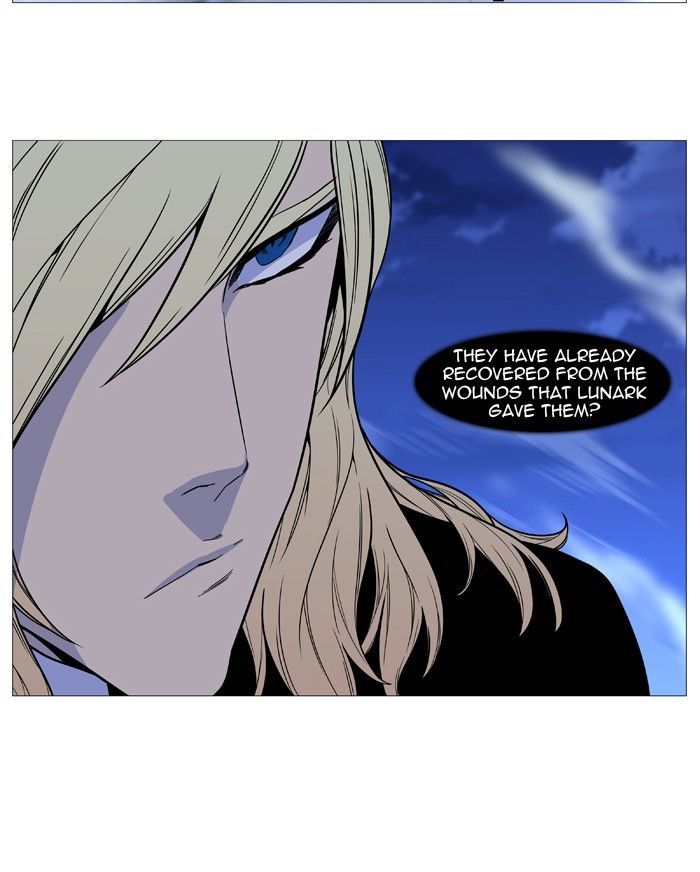 THEY HAVE ALREADY
RECOVERED FROM THE
WOUNDS THAT LUNARK
GAVE THEM?